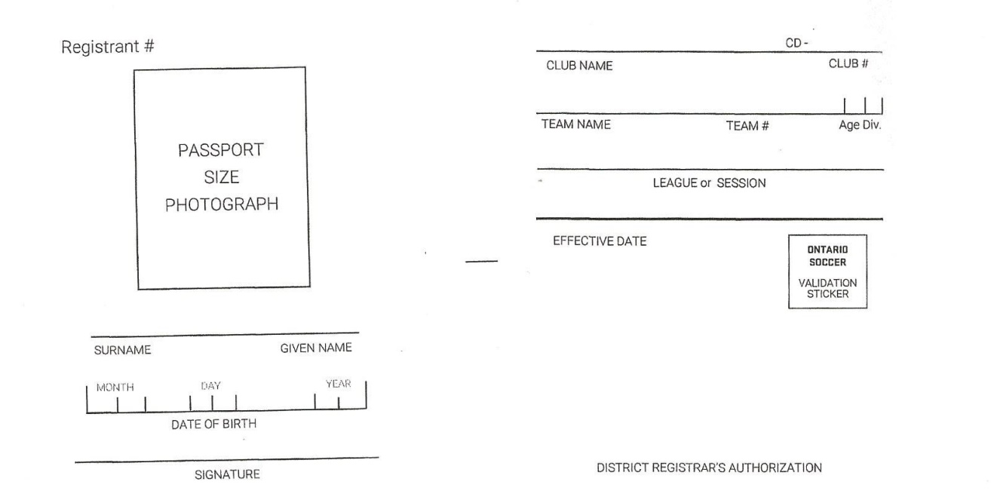 Registrant #
PASSPORT
SIZE
PHOTOGRAPH
SURNAME GIVEN NAME
MONTH DAY YEAR
DATE OF BIRTH
SIGNATURE
CD -
CLUB NAME CLUB #
TEAM NAME TEAM # Age Div.
LEAGUE or SESSION
EFFECTIVE DATE
ONTARIO
SOCCER
VALIDATION
STICKER
DISTRICT REGISTRAR'S AUTHORIZATION